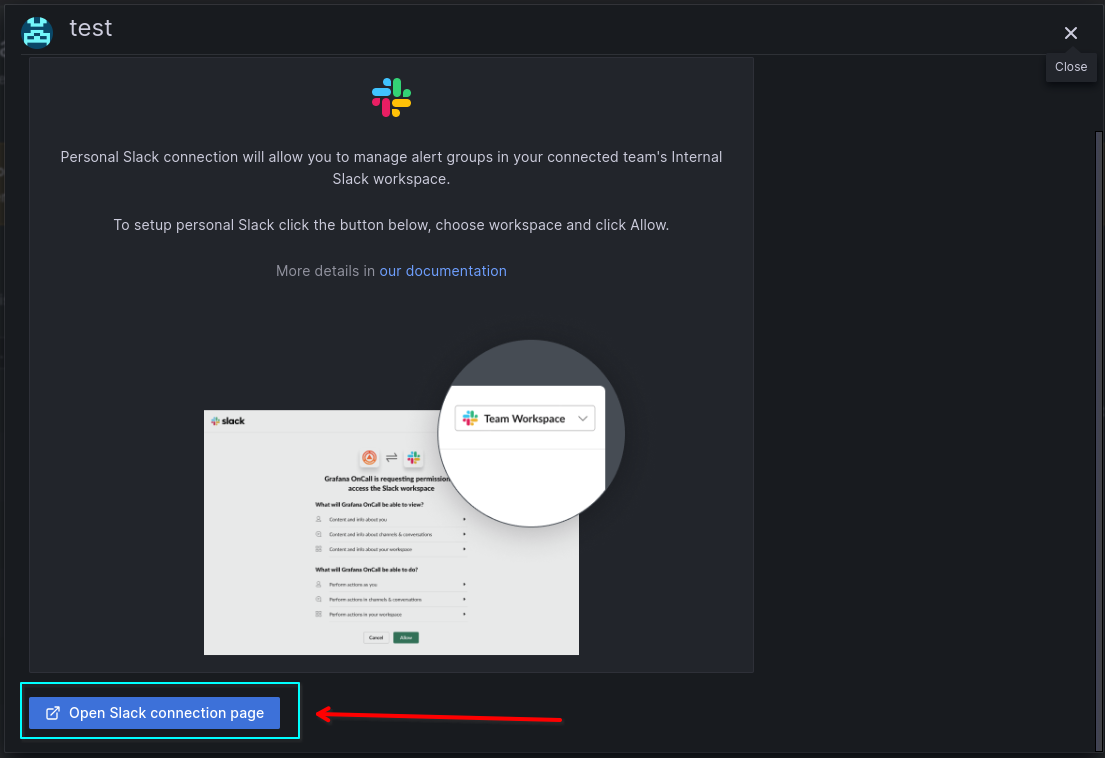 test
Close
Personal Slack connection will allow you to manage alert groups in your connected team's Internal
Slack workspace.
To setup personal Slack click the button below, choose workspace and click Allow.
More details in our documentation
Team Workspace
slack
Grafana OnCall is requesting permission
access the Slack workspace
What will Grafana OnCall be able to view?
Content and info about you
Content and info about channels & conversations
Content and info about your workspace
What will Grafana OnCall be able to do?
Perform actions as you
Perform actions in channels & conversations
Perform actions in your workspace
Cancel
Allow
Open Slack connection page